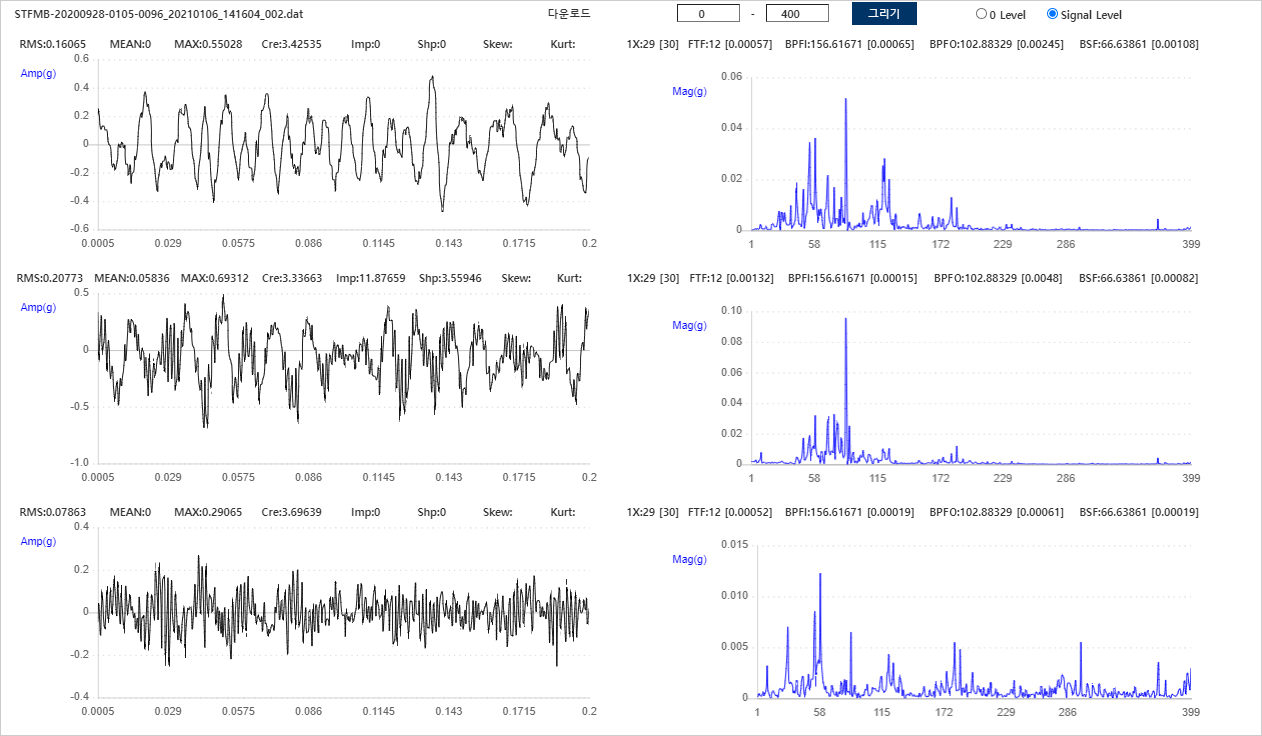 STFMB-20200928-0105-0096_20210106_141604_002.dat 다운로드 0 - 400 그리기 0 Level Signal Level
RMS:0.16065 MEAN:0 MAX:0.55028 Cre:3.42535 Imp:0 Shp:0 Skew: Kurt:
Amp(g)
0.6
0.4
0.2
0
-0.2
-0.4
-0.6
0.0005 0.029 0.0575 0.086 0.1145 0.143 0.1715 0.2
1X:29 [30] FTF:12 [0.00057] BPFI:156.61671 [0.00065] BPFO:102.88329 [0.00245] BSF:66.63861 [0.00108]
Mag(g)
0.06
0.04
0.02
0
1 58 115 172 229 286 399
RMS:0.20773 MEAN:0.05836 MAX:0.69312 Cre:3.33663 Imp:11.87659 Shp:3.55946 Skew: Kurt:
Amp(g)
0.5
0
-0.5
-1.0
0.0005 0.029 0.0575 0.086 0.1145 0.143 0.1715 0.2
1X:29 [30] FTF:12 [0.00132] BPFI:156.61671 [0.00015] BPFO:102.88329 [0.0048] BSF:66.63861 [0.00082]
Mag(g)
0.10
0.08
0.06
0.04
0.02
0
1 58 115 172 229 286 399
RMS:0.07863 MEAN:0 MAX:0.29065 Cre:3.69639 Imp:0 Shp:0 Skew: Kurt:
Amp(g)
0.4
0.2
0
-0.2
-0.4
0.0005 0.029 0.0575 0.086 0.1145 0.143 0.1715 0.2
1X:29 [30] FTF:12 [0.00052] BPFI:156.61671 [0.00019] BPFO:102.88329 [0.00061] BSF:66.63861 [0.00019]
Mag(g)
0.015
0.010
0.005
0
1 58 115 172 229 286 399